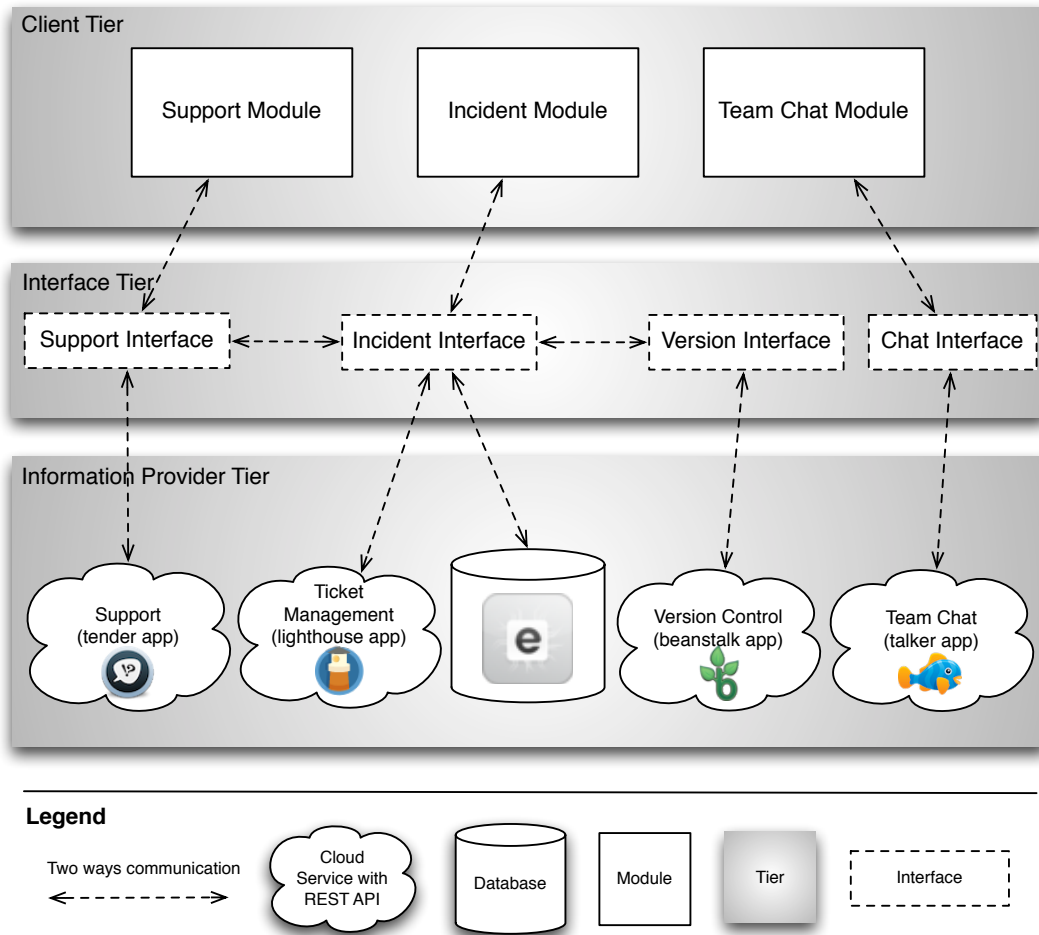 Client Tier
Support Module
Incident Module
Team Chat Module
Interface Tier
Support Interface
Incident Interface
Version Interface
Chat Interface
Information Provider Tier
Support
(tender app)
!?
Ticket
Management
(lighthouse app)
e
Version Control
(beanstalk app)
b
Team Chat
(talker app)
Legend
Two ways communication
Cloud
Service with
REST API
Database
Module
Tier
Interface